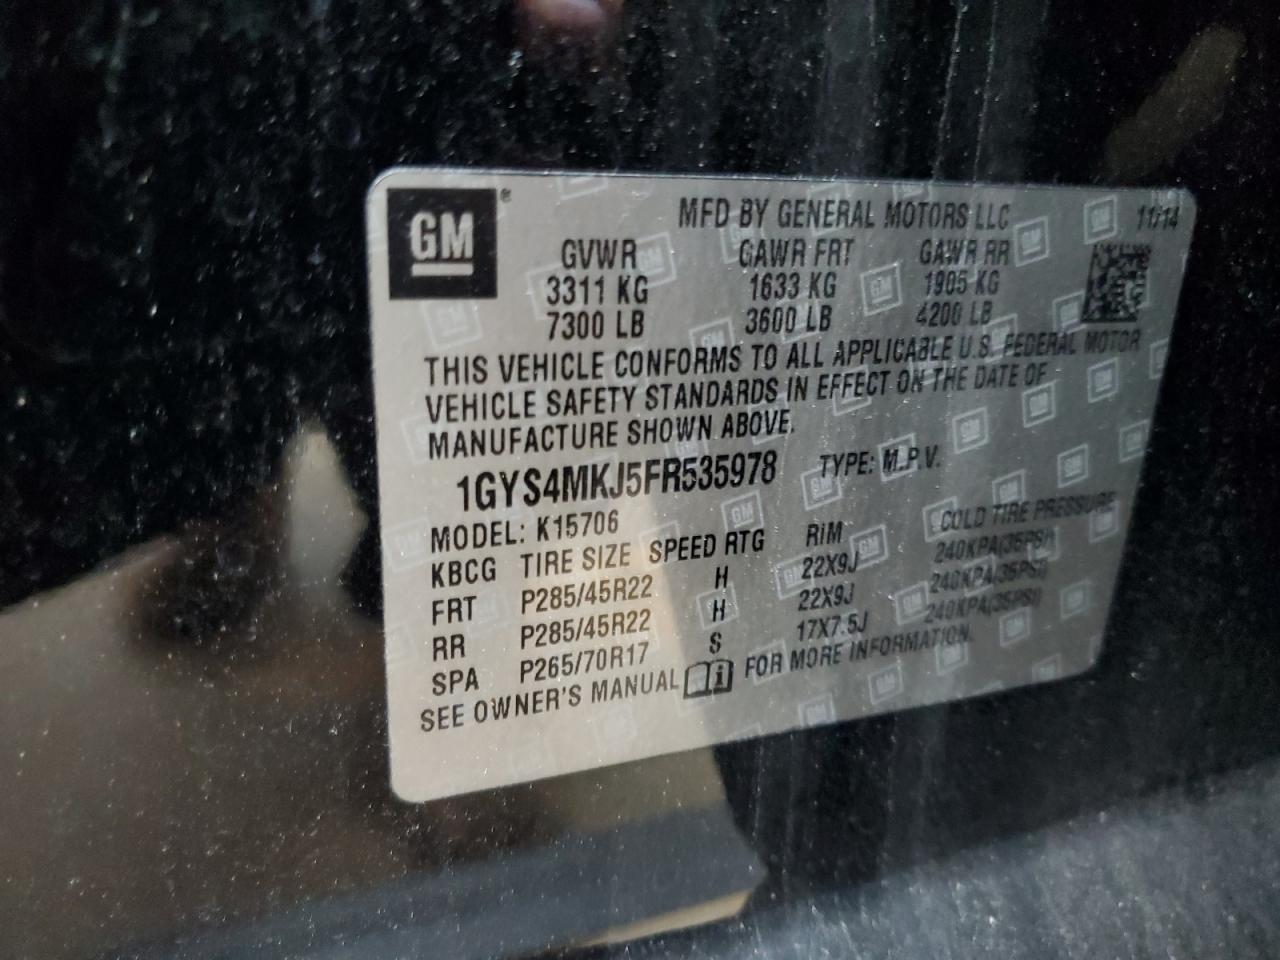 GM®
MFD BY GENERAL MOTORS LLC 11/14
GVWR GAWR FRT GAWR RR
3311 KG 1633 KG 1905 KG
7300 LB 3600 LB 4200 LB
THIS VEHICLE CONFORMS TO ALL APPLICABLE U.S. FEDERAL MOTOR
VEHICLE SAFETY STANDARDS IN EFFECT ON THE DATE OF
MANUFACTURE SHOWN ABOVE.
1GYS4MKJ5FR535978 TYPE: M.P.V.
MODEL: K15706
KBCG TIRE SIZE SPEED RTG RIM COLD TIRE PRESSURE
FRT P285/45R22 H 22X9J 240KPA(35PSI)
RR P285/45R22 H 22X9J 240KPA(35PSI)
SPA P265/70R17 S 17X7.5J 240KPA(35PSI)
SEE OWNER'S MANUAL i FOR MORE INFORMATION.